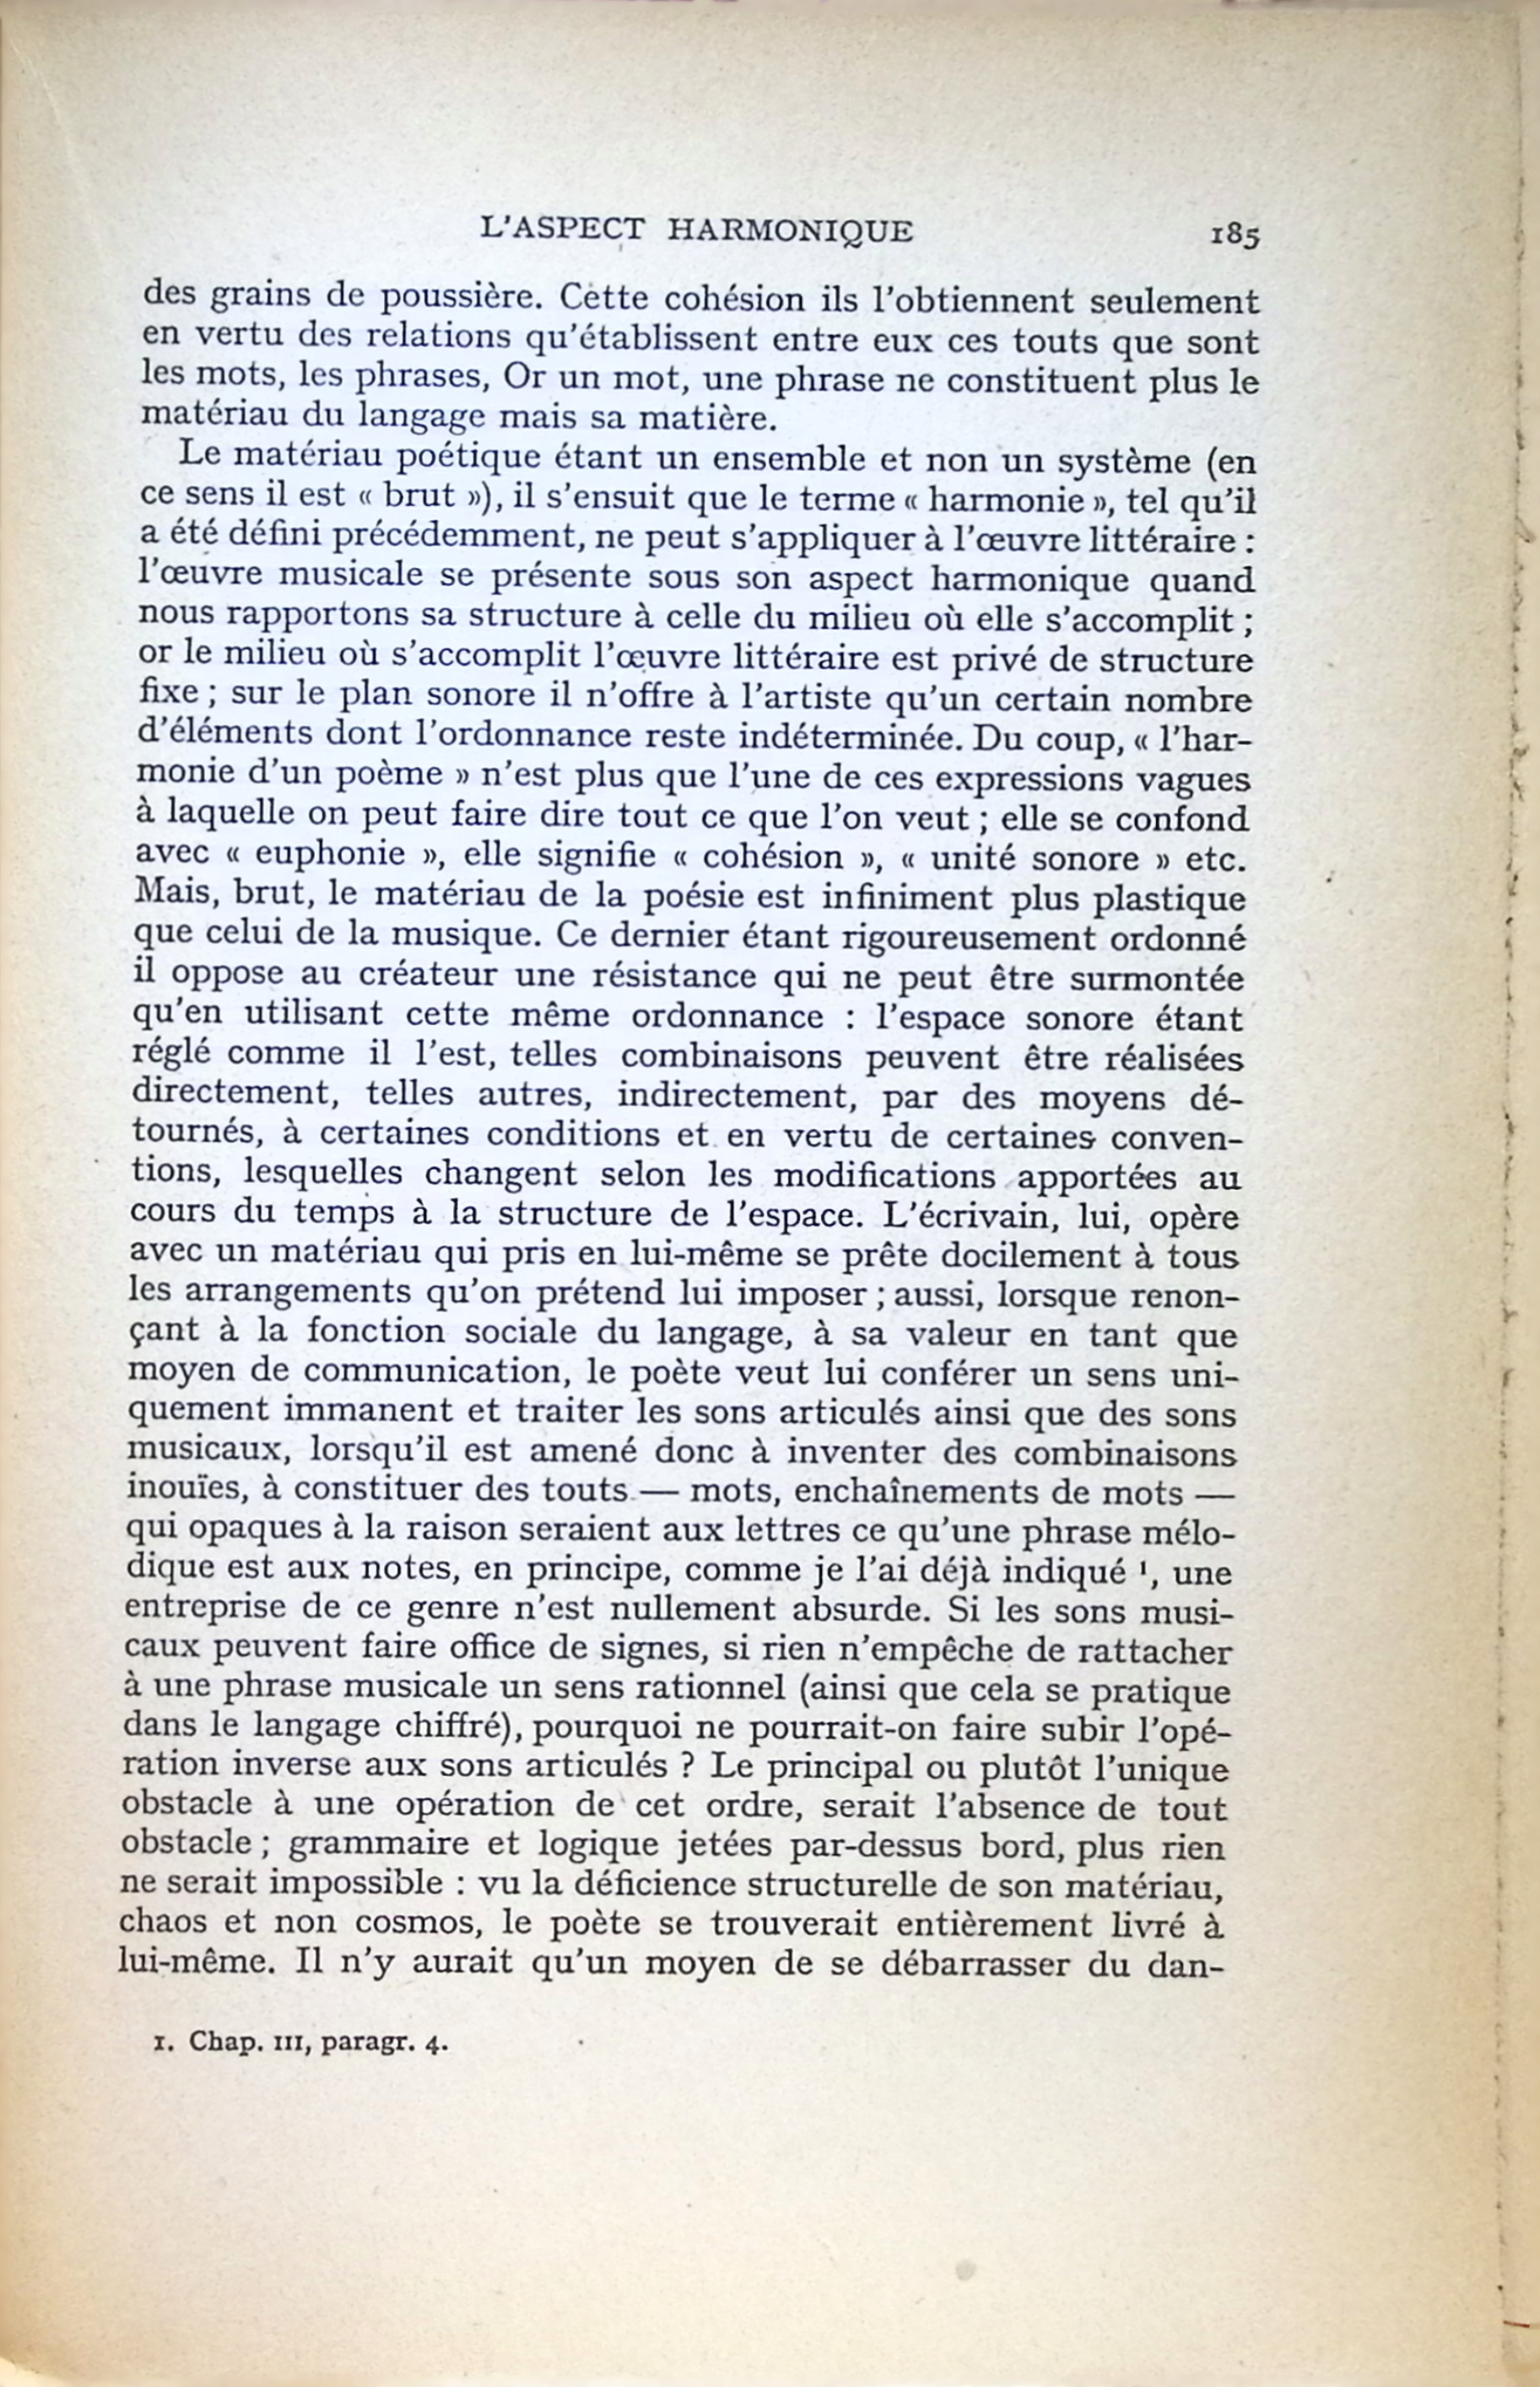 L'ASPECT HARMONIQUE 185
des grains de poussière. Cette cohésion ils l'obtiennent seulement
en vertu des relations qu'établissent entre eux ces touts que sont
les mots, les phrases, Or un mot, une phrase ne constituent plus le
matériau du langage mais sa matière.
Le matériau poétique étant un ensemble et non un système (en
ce sens il est « brut »), il s'ensuit que le terme « harmonie », tel qu'il
a été défini précédemment, ne peut s'appliquer à l'œuvre littéraire :
l'œuvre musicale se présente sous son aspect harmonique quand
nous rapportons sa structure à celle du milieu où elle s'accomplit ;
or le milieu où s'accomplit l'œuvre littéraire est privé de structure
fixe ; sur le plan sonore il n'offre à l'artiste qu'un certain nombre
d'éléments dont l'ordonnance reste indéterminée. Du coup, « l'har-
monie d'un poème » n'est plus que l'une de ces expressions vagues
à laquelle on peut faire dire tout ce que l'on veut ; elle se confond
avec « euphonie », elle signifie « cohésion », « unité sonore » etc.
Mais, brut, le matériau de la poésie est infiniment plus plastique
que celui de la musique. Ce dernier étant rigoureusement ordonné
il oppose au créateur une résistance qui ne peut être surmontée
qu'en utilisant cette même ordonnance : l'espace sonore étant
réglé comme il l'est, telles combinaisons peuvent être réalisées
directement, telles autres, indirectement, par des moyens dé-
tournés, à certaines conditions et en vertu de certaines conven-
tions, lesquelles changent selon les modifications apportées au
cours du temps à la structure de l'espace. L'écrivain, lui, opère
avec un matériau qui pris en lui-même se prête docilement à tous
les arrangements qu'on prétend lui imposer ; aussi, lorsque renon-
çant à la fonction sociale du langage, à sa valeur en tant que
moyen de communication, le poète veut lui conférer un sens uni-
quement immanent et traiter les sons articulés ainsi que des sons
musicaux, lorsqu'il est amené donc à inventer des combinaisons
inouïes, à constituer des touts — mots, enchaînements de mots —
qui opaques à la raison seraient aux lettres ce qu'une phrase mélo-
dique est aux notes, en principe, comme je l'ai déjà indiqué ¹, une
entreprise de ce genre n'est nullement absurde. Si les sons musi-
caux peuvent faire office de signes, si rien n'empêche de rattacher
à une phrase musicale un sens rationnel (ainsi que cela se pratique
dans le langage chiffré), pourquoi ne pourrait-on faire subir l'opé-
ration inverse aux sons articulés ? Le principal ou plutôt l'unique
obstacle à une opération de cet ordre, serait l'absence de tout
obstacle ; grammaire et logique jetées par-dessus bord, plus rien
ne serait impossible : vu la déficience structurelle de son matériau,
chaos et non cosmos, le poète se trouverait entièrement livré à
lui-même. Il n'y aurait qu'un moyen de se débarrasser du dan-
1. Chap. III, paragr. 4.